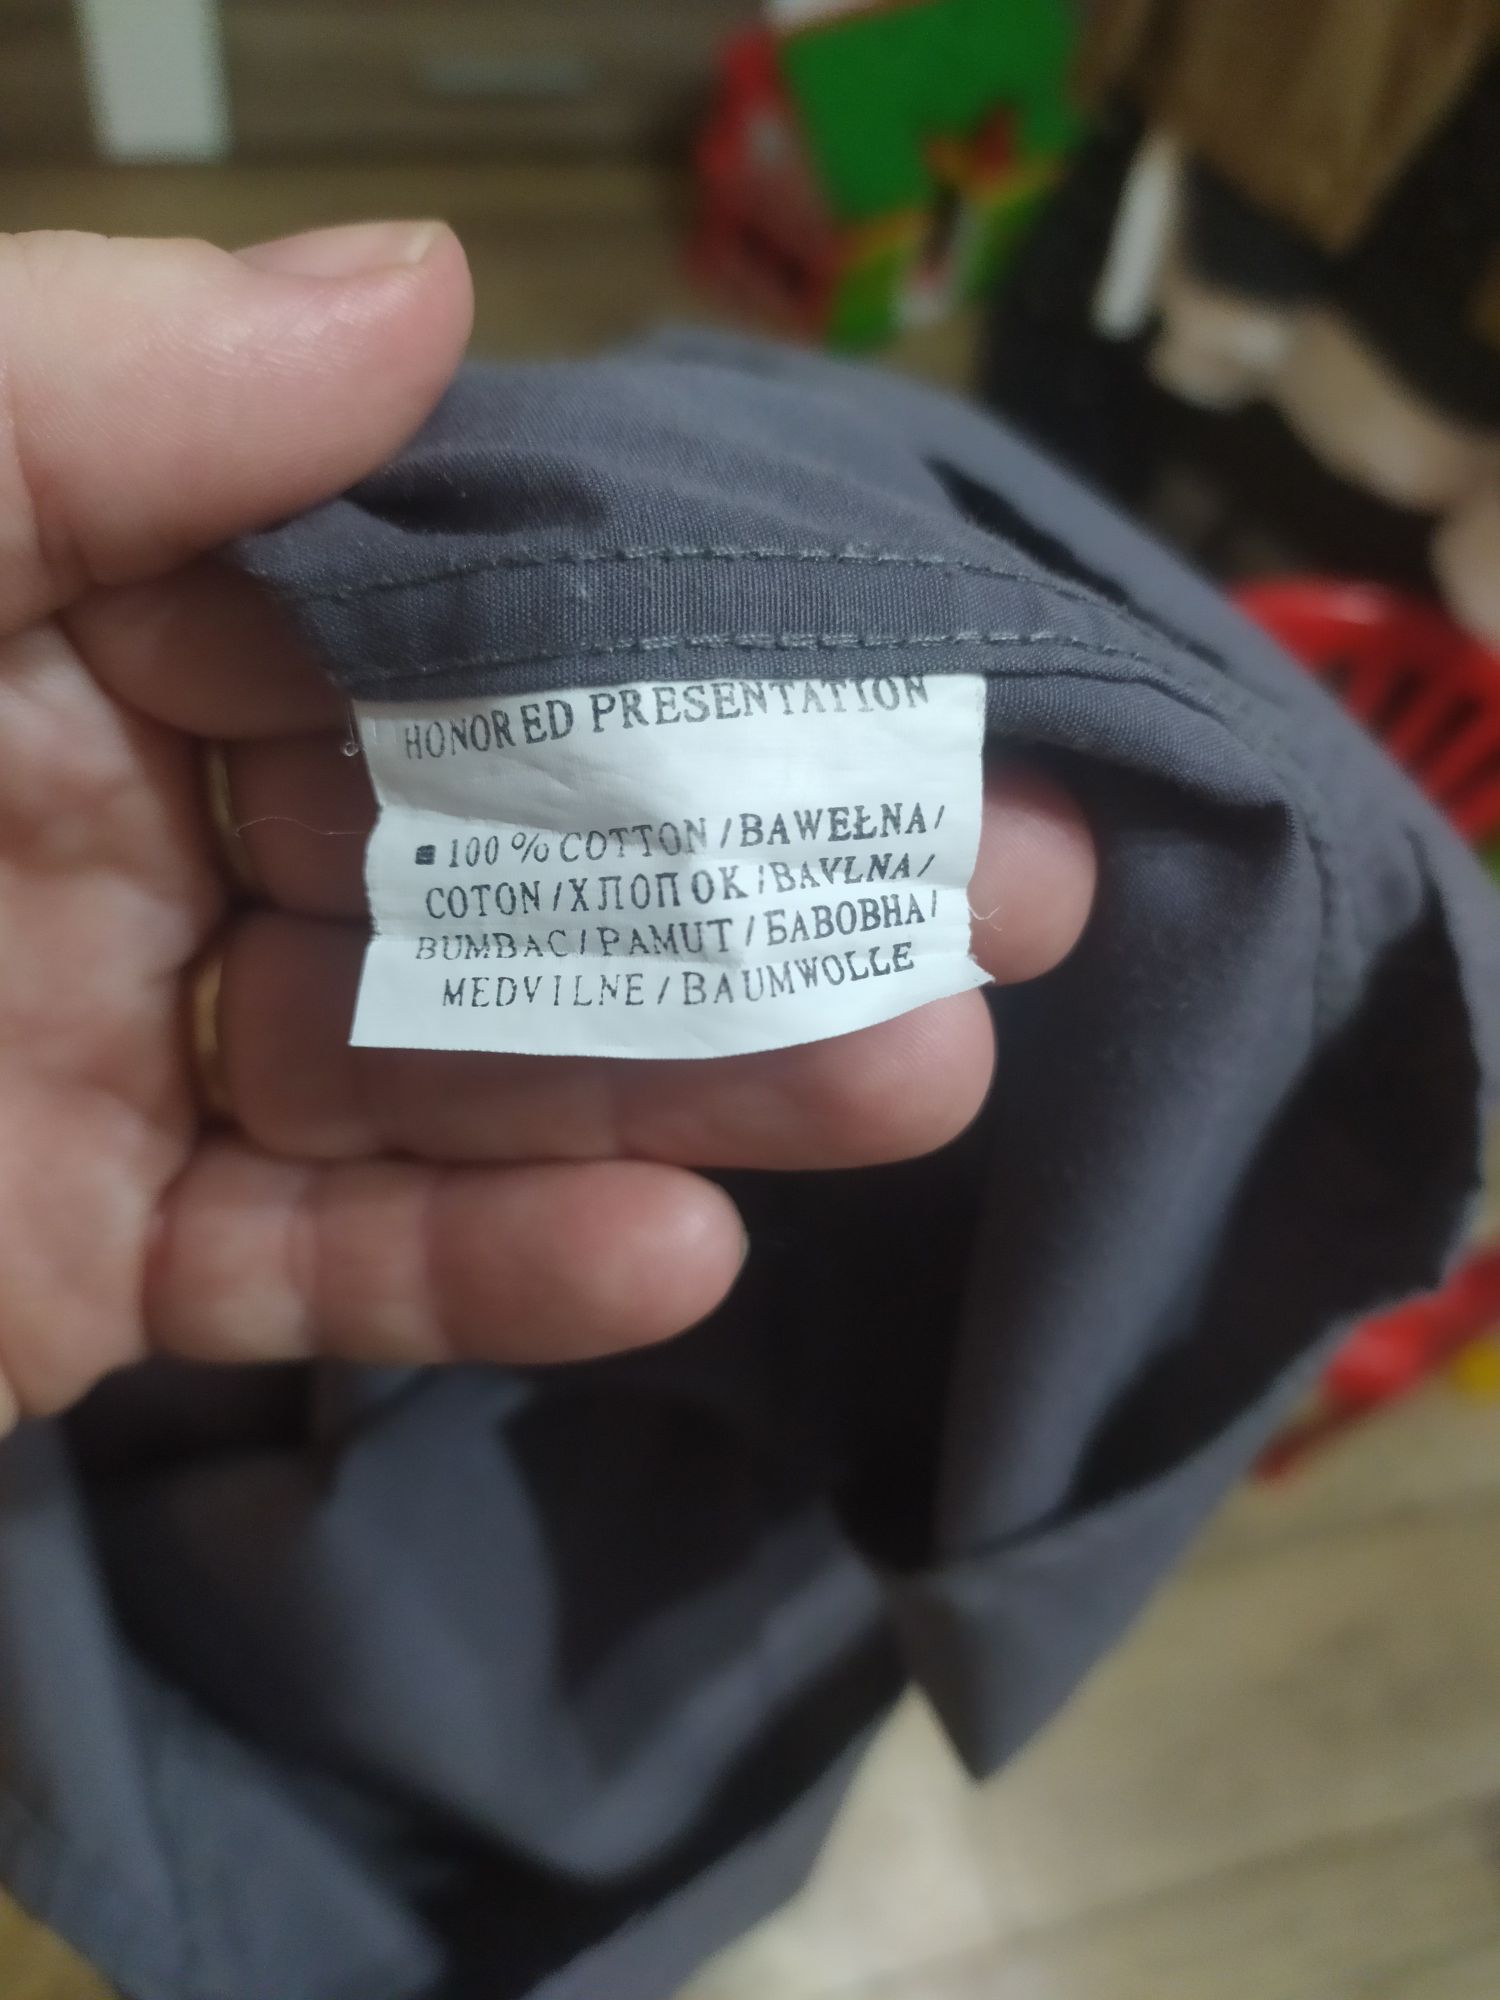 HONORED PRESENTATION
100 % COTTON / BAWEŁNA /
COTON / ХЛОПОК / BAVLNA /
BUMBAC / PAMUT / БАВОВНА /
MEDVILNE / BAUMWOLLE